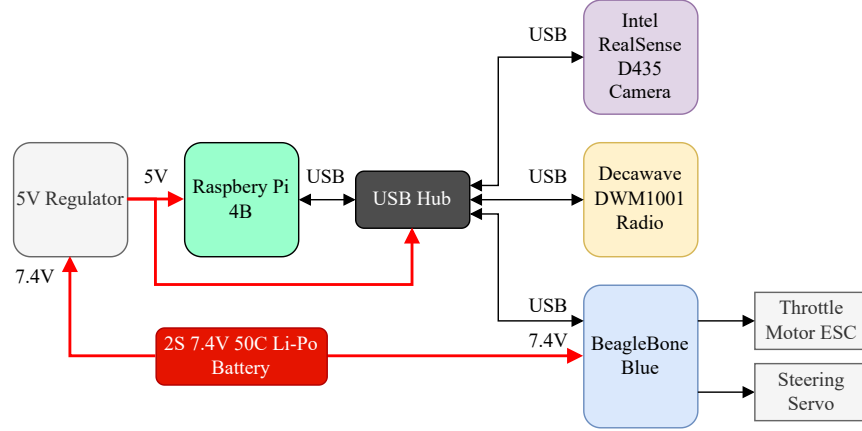 USB
Intel
RealSense
D435
Camera
5V Regulator
5V
Raspbery Pi
4B
USB
USB Hub
USB
Decawave
DWM1001
Radio
7.4V
2S 7.4V 50C Li-Po
Battery
USB
7.4V
BeagleBone
Blue
Throttle
Motor ESC
Steering
Servo